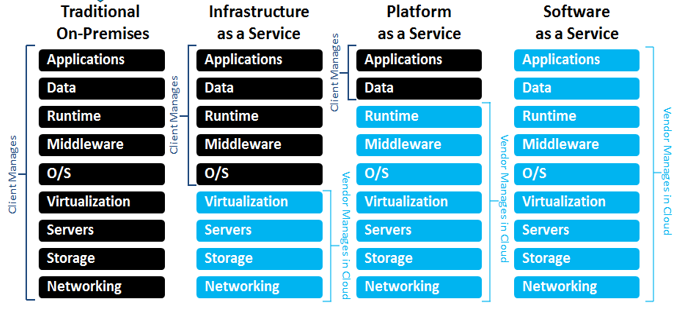 Traditional
On-Premises
Client Manages
Applications
Data
Runtime
Middleware
O/S
Virtualization
Servers
Storage
Networking
Infrastructure
as a Service
Client Manages
Applications
Data
Runtime
Middleware
O/S
Virtualization
Servers
Storage
Networking
Vendor Manages in Cloud
Platform
as a Service
Client Manages
Applications
Data
Runtime
Middleware
O/S
Virtualization
Servers
Storage
Networking
Vendor Manages in Cloud
Software
as a Service
Applications
Data
Runtime
Middleware
O/S
Virtualization
Servers
Storage
Networking
Vendor Manages in Cloud